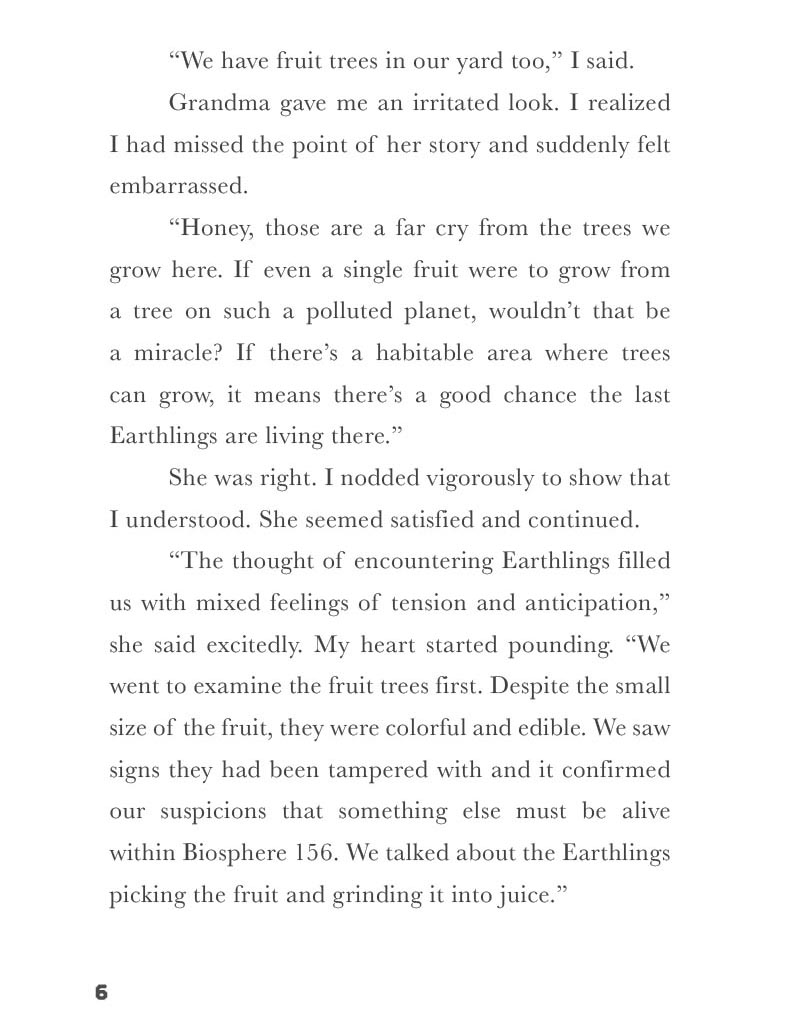 “We have fruit trees in our yard too,” I said.
Grandma gave me an irritated look. I realized
I had missed the point of her story and suddenly felt
embarrassed.
“Honey, those are a far cry from the trees we
grow here. If even a single fruit were to grow from
a tree on such a polluted planet, wouldn’t that be
a miracle? If there’s a habitable area where trees
can grow, it means there’s a good chance the last
Earthlings are living there.”
She was right. I nodded vigorously to show that
I understood. She seemed satisfied and continued.
“The thought of encountering Earthlings filled
us with mixed feelings of tension and anticipation,”
she said excitedly. My heart started pounding. “We
went to examine the fruit trees first. Despite the small
size of the fruit, they were colorful and edible. We saw
signs they had been tampered with and it confirmed
our suspicions that something else must be alive
within Biosphere 156. We talked about the Earthlings
picking the fruit and grinding it into juice.”
6